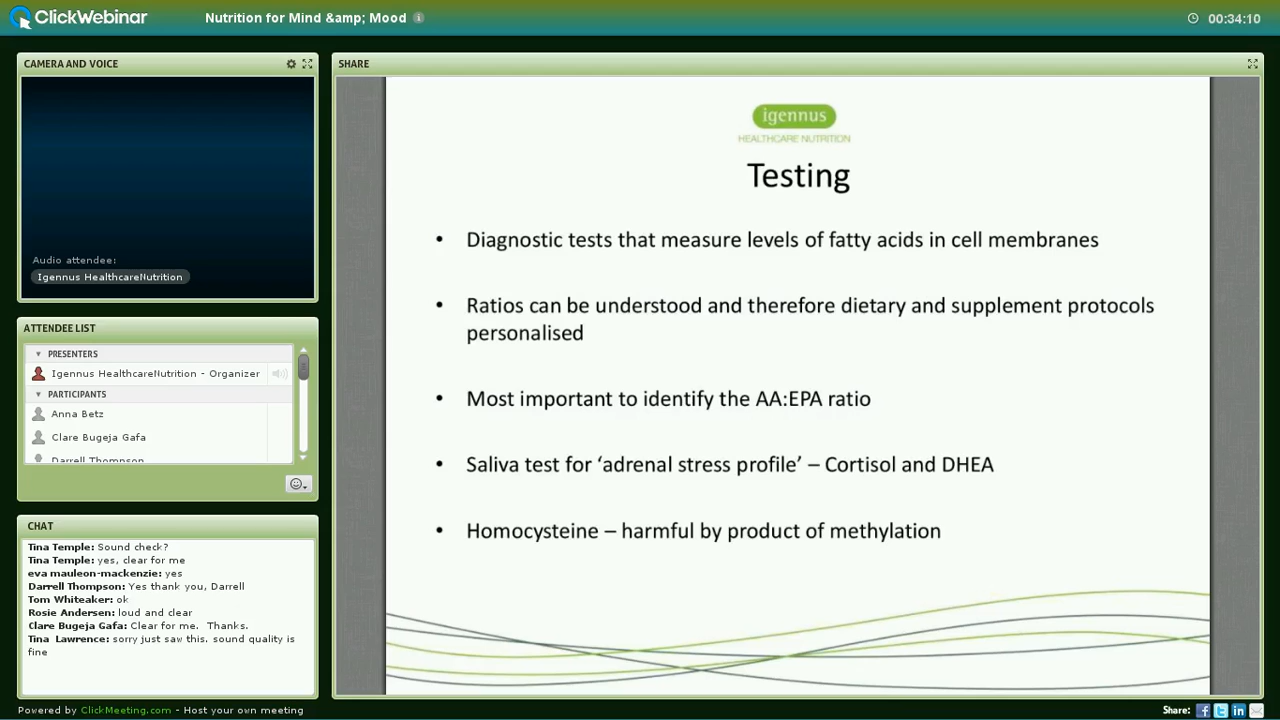 ClickWebinar
Nutrition for Mind &amp; Mood
00:34:10
CAMERA AND VOICE
Audio attendee:
Igennus HealthcareNutrition
ATTENDEE LIST
PRESENTERS
Igennus HealthcareNutrition - Organizer
PARTICIPANTS
Anna Betz
Clare Bugeja Gafa
Darrell Thompson
CHAT
Tina Temple: Sound check?
Tina Temple: yes, clear for me
eva mauleon-mackenzie: yes
Darrell Thompson: Yes thank you, Darrell
Tom Whiteaker: ok
Rosie Andersen: loud and clear
Clare Bugeja Gafa: Clear for me. Thanks.
Tina Lawrence: sorry just saw this. sound quality is
fine
SHARE
igennus
HEALTHCARE NUTRITION
Testing
• Diagnostic tests that measure levels of fatty acids in cell membranes
• Ratios can be understood and therefore dietary and supplement protocols
personalised
• Most important to identify the AA:EPA ratio
• Saliva test for ‘adrenal stress profile’ – Cortisol and DHEA
• Homocysteine – harmful by product of methylation
Powered by ClickMeeting.com - Host your own meeting
Share: